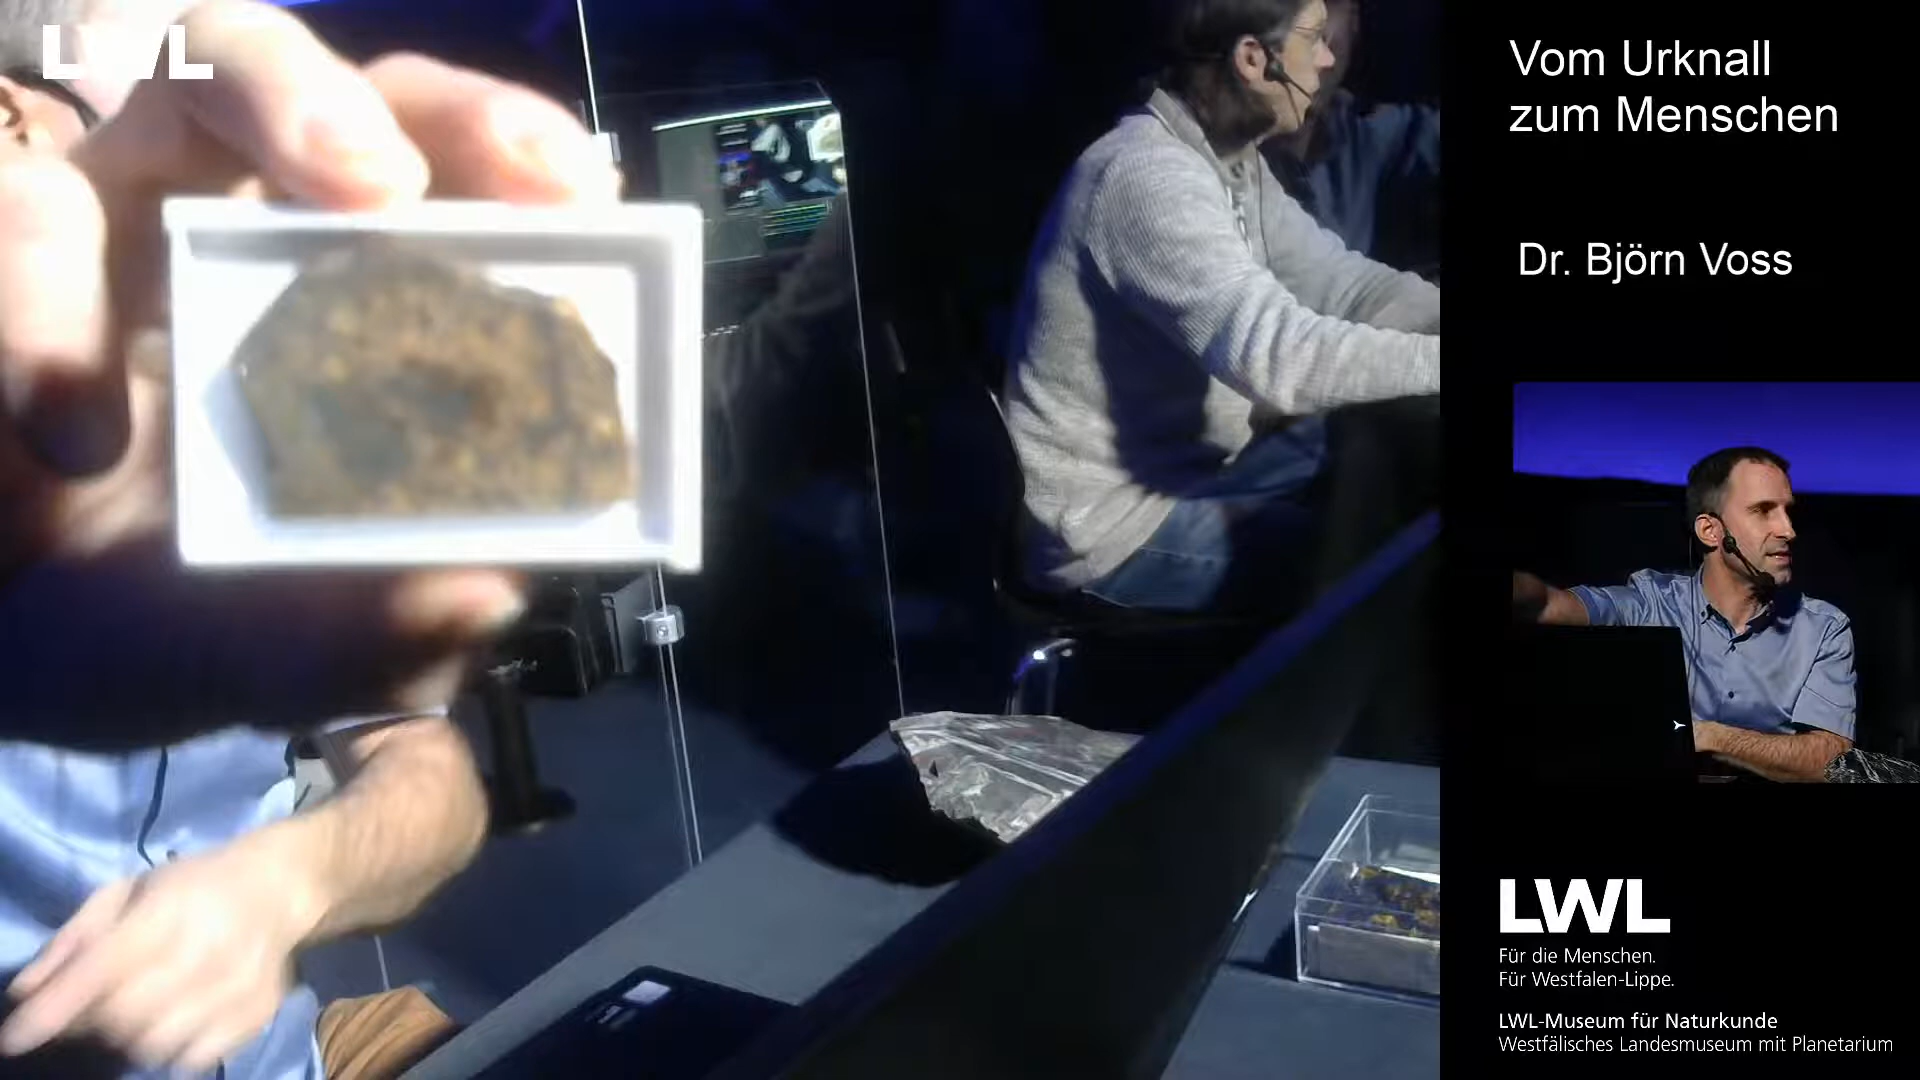 LWL
Vom Urknall
zum Menschen
Dr. Björn Voss
LWL
Für die Menschen.
Für Westfalen-Lippe.
LWL-Museum für Naturkunde
Westfälisches Landesmuseum mit Planetarium